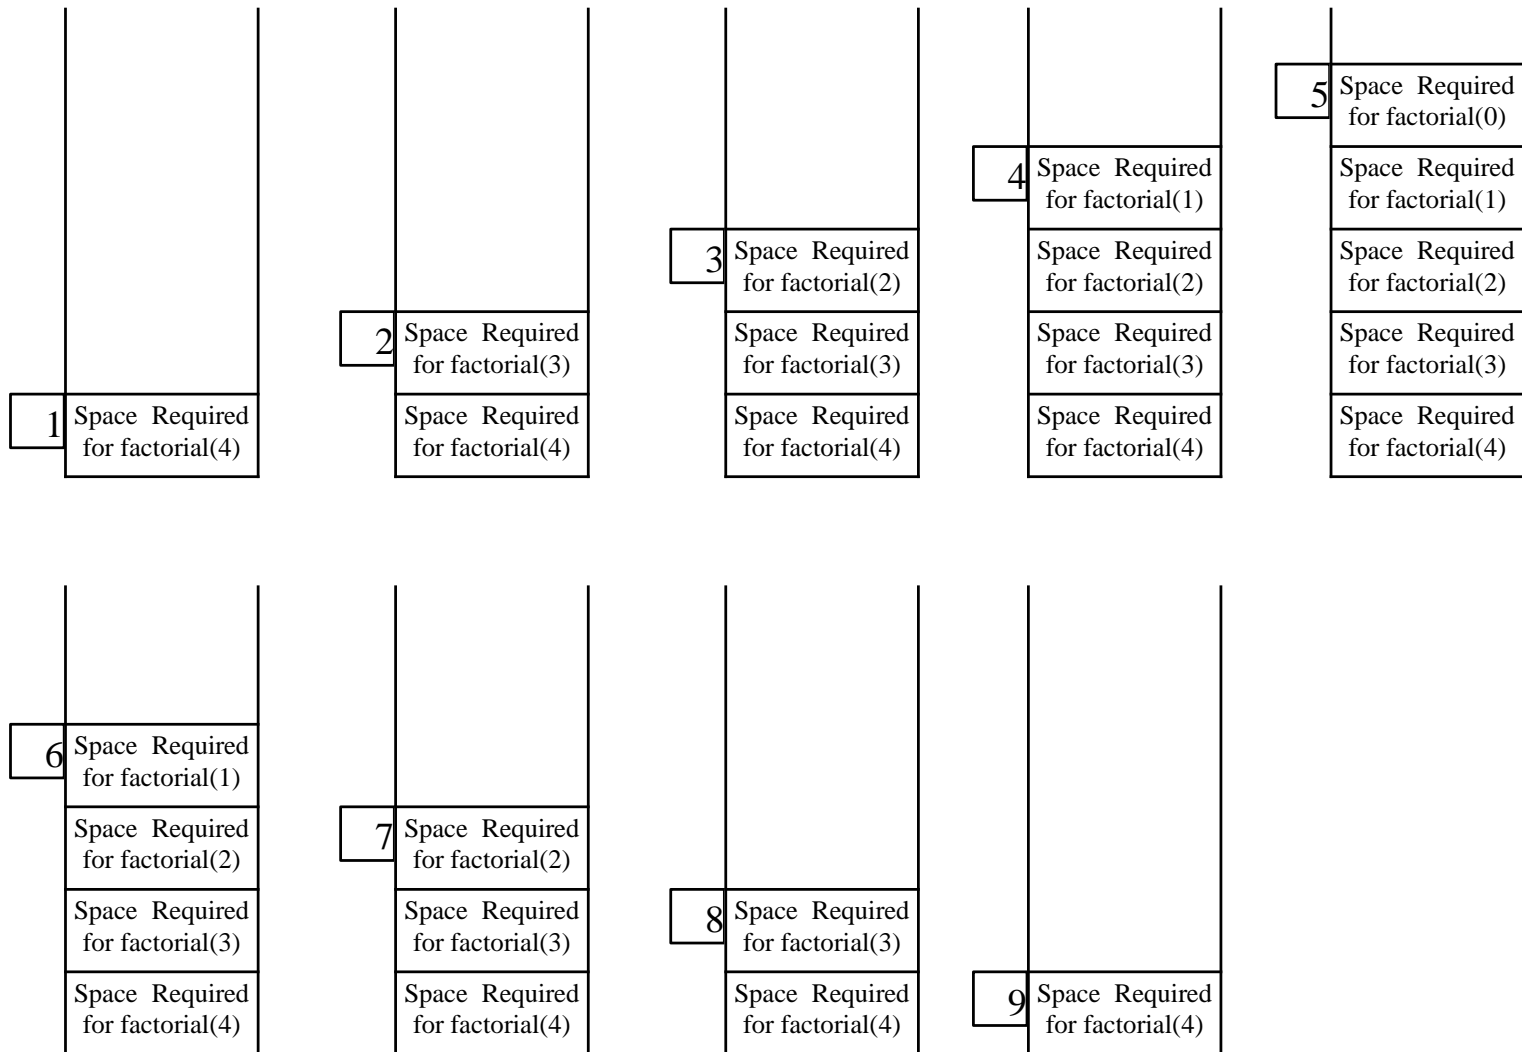 1
Space Required
for factorial(4)
2
Space Required
for factorial(3)
Space Required
for factorial(4)
3
Space Required
for factorial(2)
Space Required
for factorial(3)
Space Required
for factorial(4)
4
Space Required
for factorial(1)
Space Required
for factorial(2)
Space Required
for factorial(3)
Space Required
for factorial(4)
5
Space Required
for factorial(0)
Space Required
for factorial(1)
Space Required
for factorial(2)
Space Required
for factorial(3)
Space Required
for factorial(4)
6
Space Required
for factorial(1)
Space Required
for factorial(2)
Space Required
for factorial(3)
Space Required
for factorial(4)
7
Space Required
for factorial(2)
Space Required
for factorial(3)
Space Required
for factorial(4)
8
Space Required
for factorial(3)
Space Required
for factorial(4)
9
Space Required
for factorial(4)